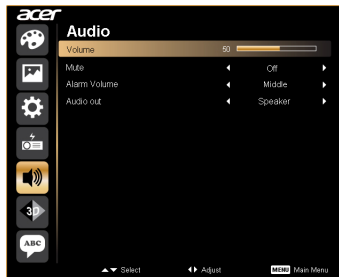 acer
Audio
Volume 50
Mute Off
Alarm Volume Middle
Audio out Speaker
3D
ABC
Select Adjust MENU Main Menu